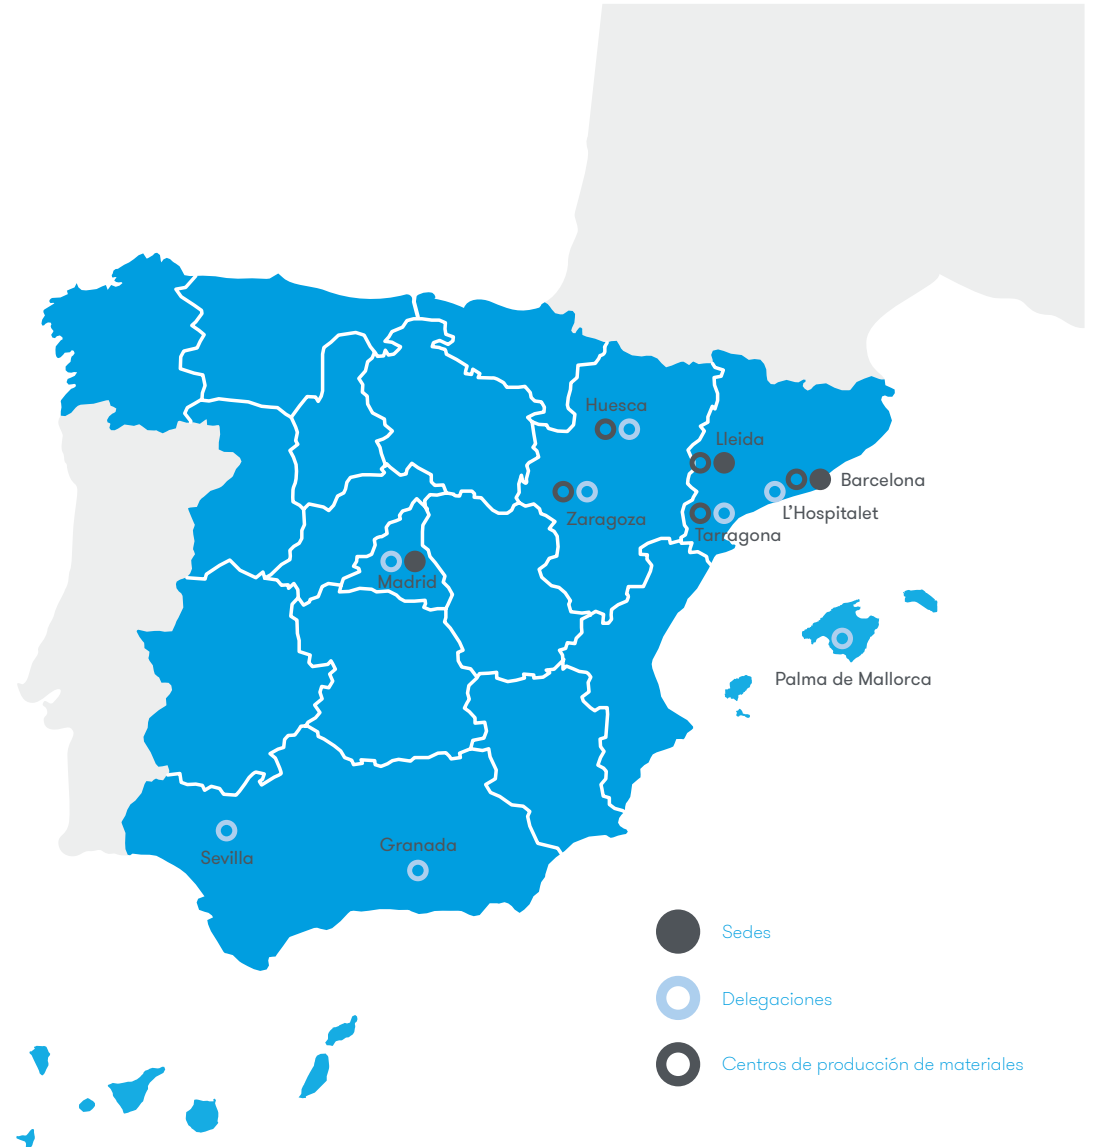 Huesca
Lleida
Barcelona
L’Hospitalet
Zaragoza
Tarragona
Madrid
Palma de Mallorca
Granada
Sevilla
Sedes
Delegaciones
Centros de producción de materiales